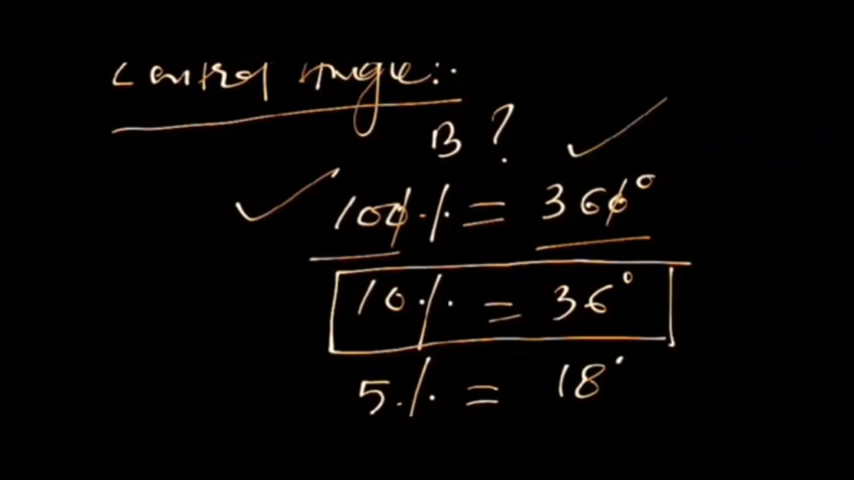 Central Angle:-
B ?
100% = 360°
10% = 36°
5% = 18°